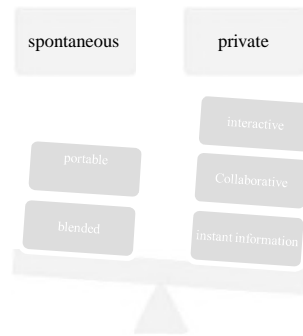 spontaneous
private
interactive
portable
Collaborative
blended
instant information